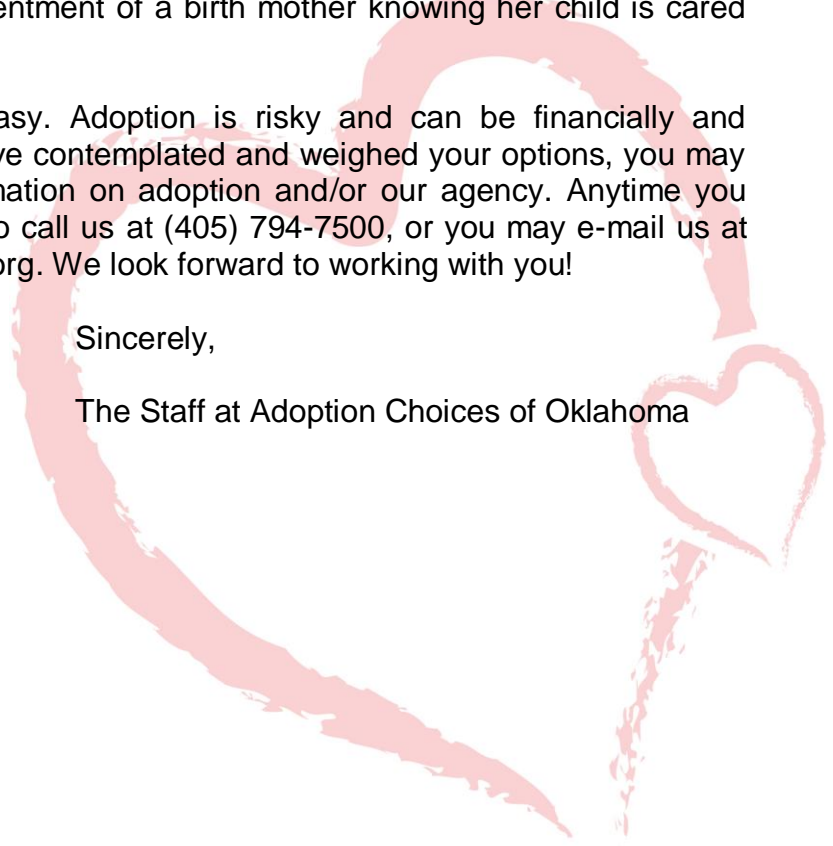 entment of a birth mother knowing her child is cared
asy. Adoption is risky and can be financially and
ve contemplated and weighed your options, you may
mation on adoption and/or our agency. Anytime you
o call us at (405) 794-7500, or you may e-mail us at
org. We look forward to working with you!
Sincerely,
The Staff at Adoption Choices of Oklahoma